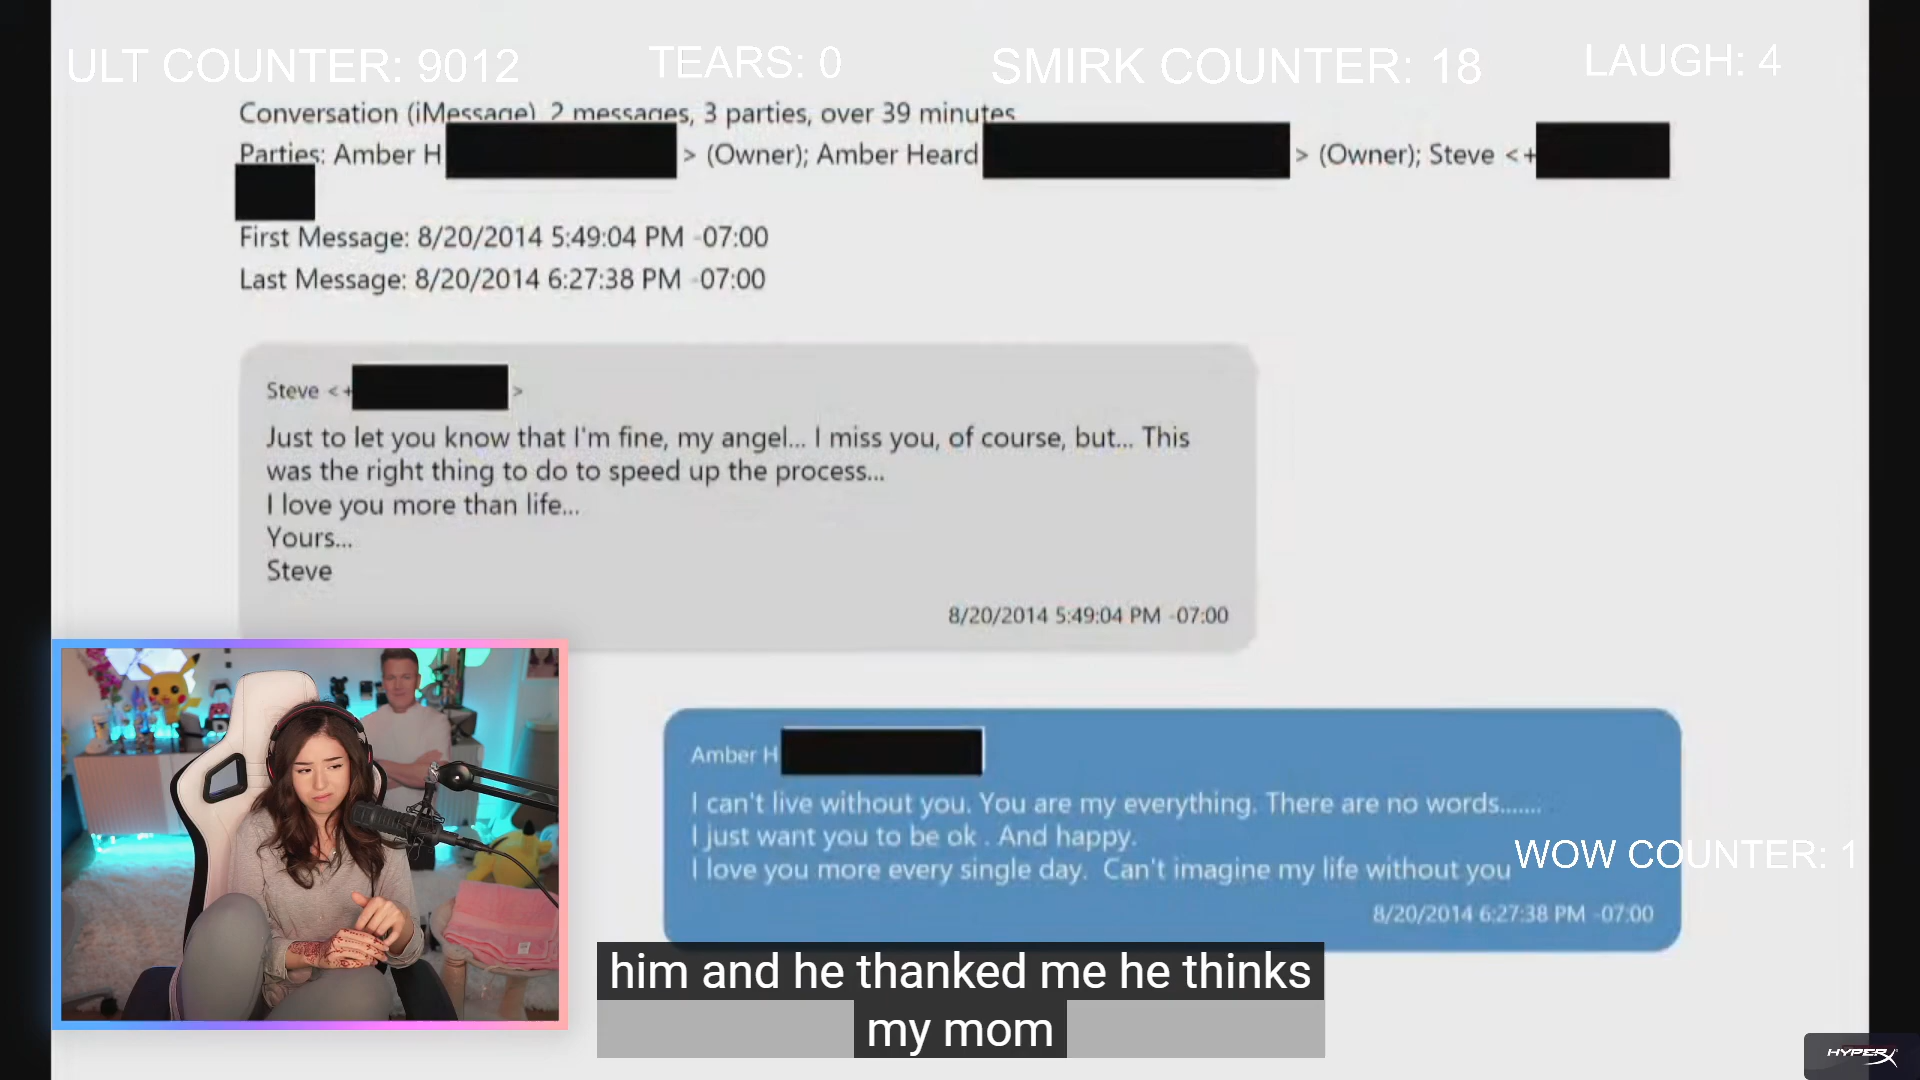 ULT COUNTER: 9012
TEARS: 0
SMIRK COUNTER: 18
LAUGH: 4
Conversation (iMessage), 2 messages, 3 parties, over 39 minutes
Parties: Amber H > (Owner); Amber Heard > (Owner); Steve <+
First Message: 8/20/2014 5:49:04 PM -07:00
Last Message: 8/20/2014 6:27:38 PM -07:00
Steve <+ >
Just to let you know that I'm fine, my angel... I miss you, of course, but... This
was the right thing to do to speed up the process...
I love you more than life...
Yours...
Steve
8/20/2014 5:49:04 PM -07:00
Amber H
I can't live without you. You are my everything. There are no words.......
I just want you to be ok . And happy.
I love you more every single day.  Can't imagine my life without you
WOW COUNTER: 1
8/20/2014 6:27:38 PM -07:00
him and he thanked me he thinks
my mom
HYPERX